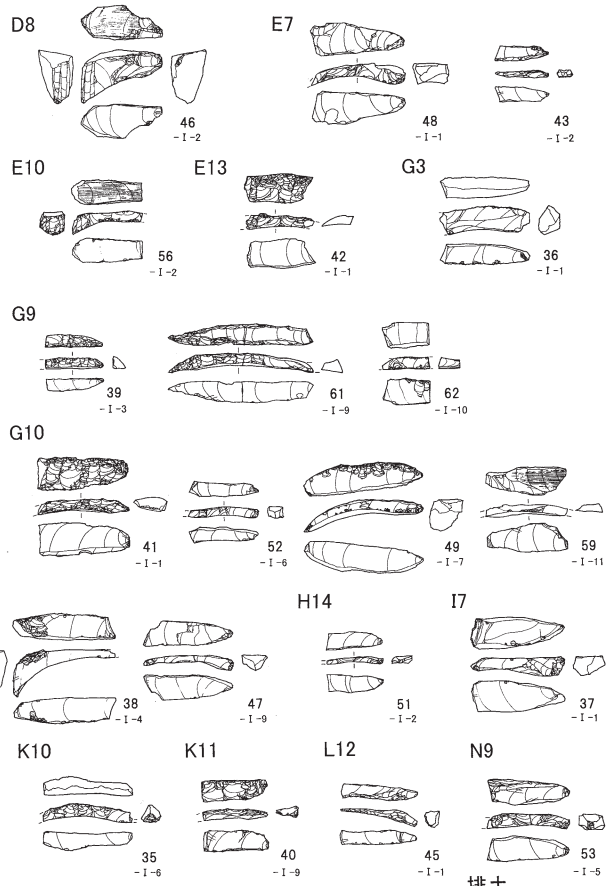 D8
46
-I-2
E7
48
-I-1
43
-I-2
E10
56
-I-2
E13
42
-I-1
G3
36
-I-1
G9
39
-I-3
61
-I-9
62
-I-10
G10
41
-I-1
52
-I-6
49
-I-7
59
-I-11
38
-I-4
47
-I-9
H14
51
-I-2
I7
37
-I-1
K10
35
-I-6
K11
40
-I-9
L12
45
-I-1
N9
53
-I-5